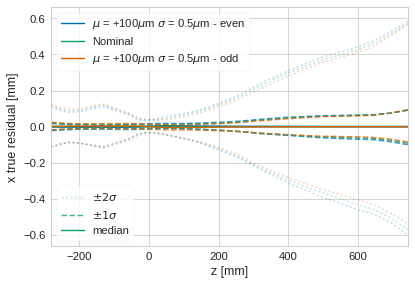 μ = +100μm σ = 0.5μm - even
Nominal
μ = +100μm σ = 0.5μm - odd
0.6
0.4
0.2
0.0
−0.2
−0.4
−0.6
x true residual [mm]
±2σ
±1σ
median
−200 0 200 400 600
z [mm]